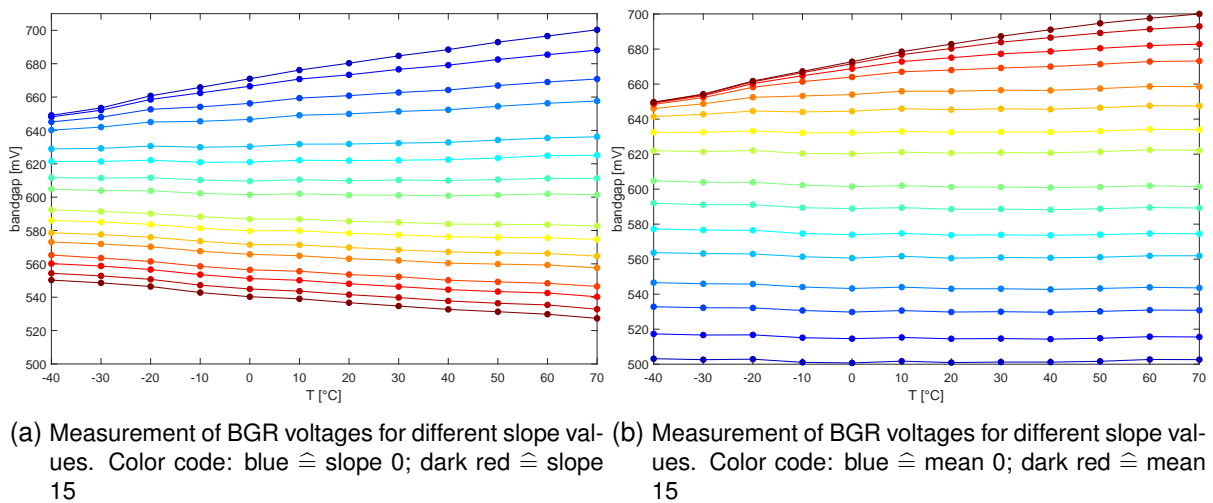 700
680
660
640
620
600
580
560
540
520
500
bandgap [mV]
-40 -30 -20 -10 0 10 20 30 40 50 60 70
T [°C]
700
680
660
640
620
600
580
560
540
520
500
bandgap [mV]
-40 -30 -20 -10 0 10 20 30 40 50 60 70
T [°C]
(a) Measurement of BGR voltages for different slope val-
ues. Color code: blue ≙ slope 0; dark red ≙ slope
15
(b) Measurement of BGR voltages for different slope val-
ues. Color code: blue ≙ mean 0; dark red ≙ mean
15